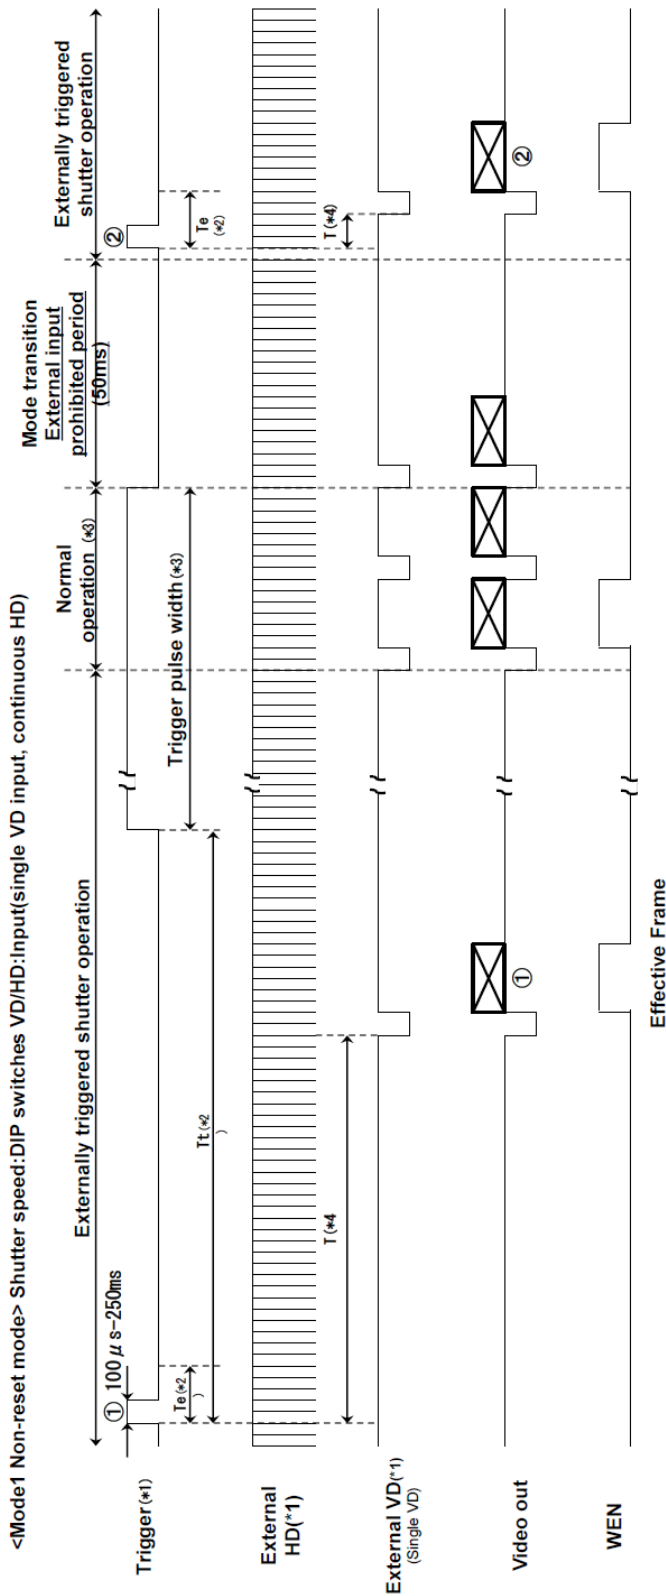 <Mode1 Non-reset mode> Shutter speed:DIP switches VD/HD:Input(single VD input, continuous HD)
Externally triggered shutter operation
Normal
operation (*3)
Mode transition
External input
prohibited period
(50ms)
Externally triggered
shutter operation
① 100μs-250ms
②
Trigger(*1)
Te(*2
)
Tt(*2
)
Trigger pulse width(*3)
Te
(*2)
External
HD(*1)
T(*4
T(*4)
External VD(*1)
(Single VD)
Video out
①
②
WEN
Effective Frame